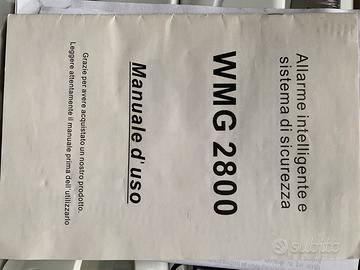 Allarme intelligente e
sistema di sicurezza
WMG 2800
Manuale d'uso
Grazie per avere acquistato un nostro prodotto.
Leggere attentamente il manuale prima dell' utilizzarlo
subito